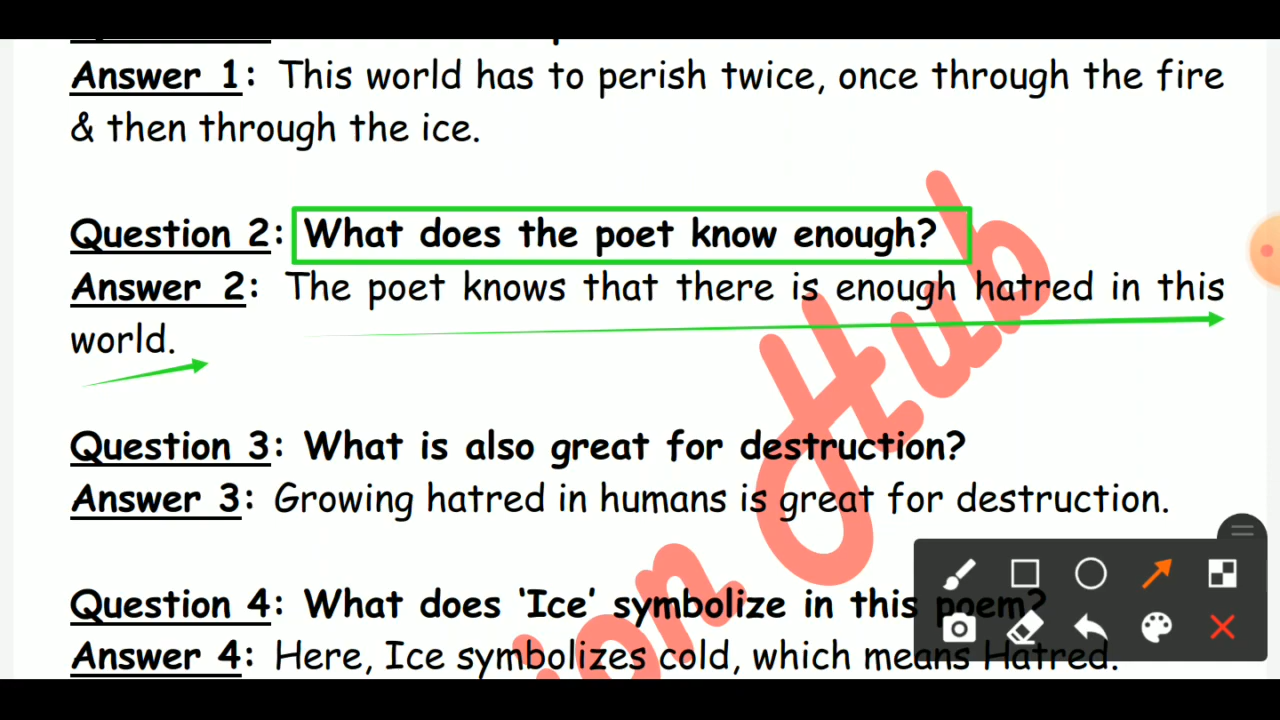 Answer 1: This world has to perish twice, once through the fire
& then through the ice.
Question 2: What does the poet know enough?
Answer 2: The poet knows that there is enough hatred in this
world.
Question 3: What is also great for destruction?
Answer 3: Growing hatred in humans is great for destruction.
Question 4: What does ‘Ice’ symbolize in this poem?
Answer 4: Here, Ice symbolizes cold, which means Hatred.
ion Hub